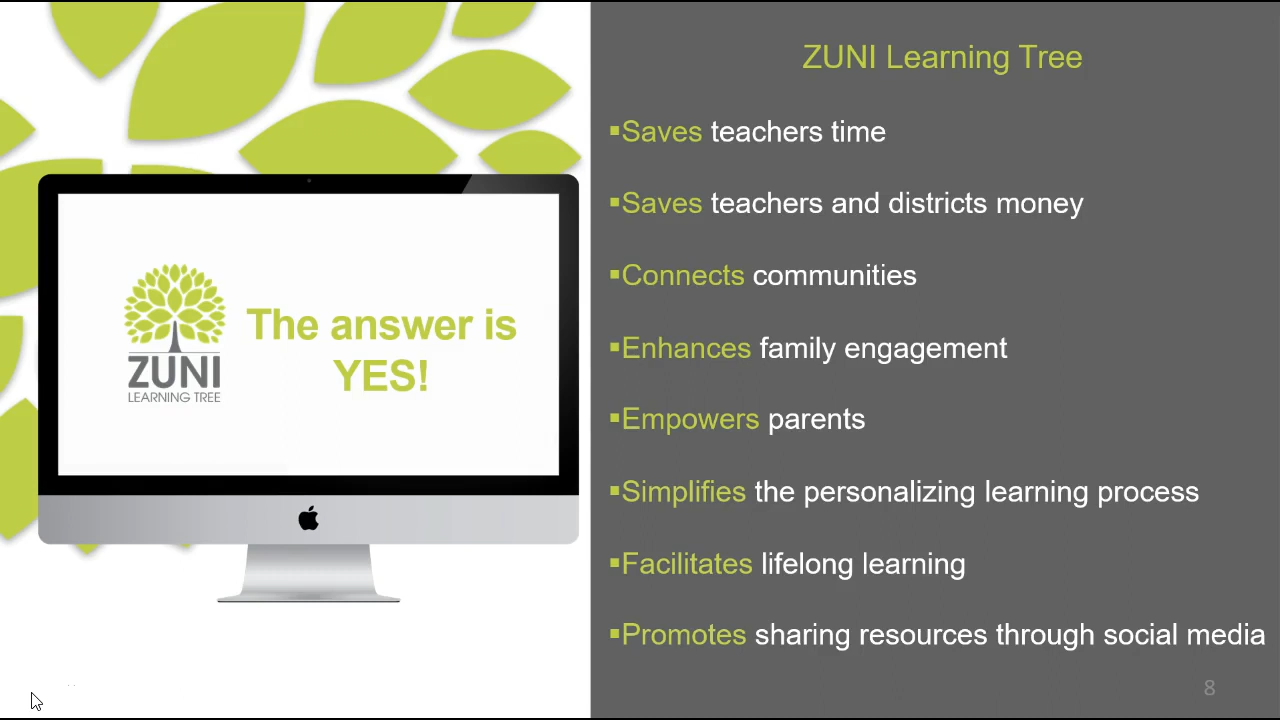 ZUNI
LEARNING TREE
The answer is
YES!
ZUNI Learning Tree
▪Saves teachers time
▪Saves teachers and districts money
▪Connects communities
▪Enhances family engagement
▪Empowers parents
▪Simplifies the personalizing learning process
▪Facilitates lifelong learning
▪Promotes sharing resources through social media
8